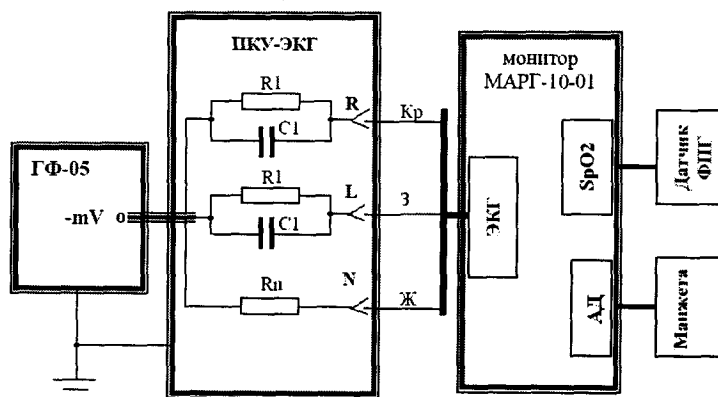 ПКУ-ЭКГ
R1
R
Кр
C1
ГФ-05
-mV
R1
L
З
C1
Rn
N
Ж
монитор
МАРГ-10-01
ЭКГ
SpO2
АД
Датчик
ФПГ
Манжета